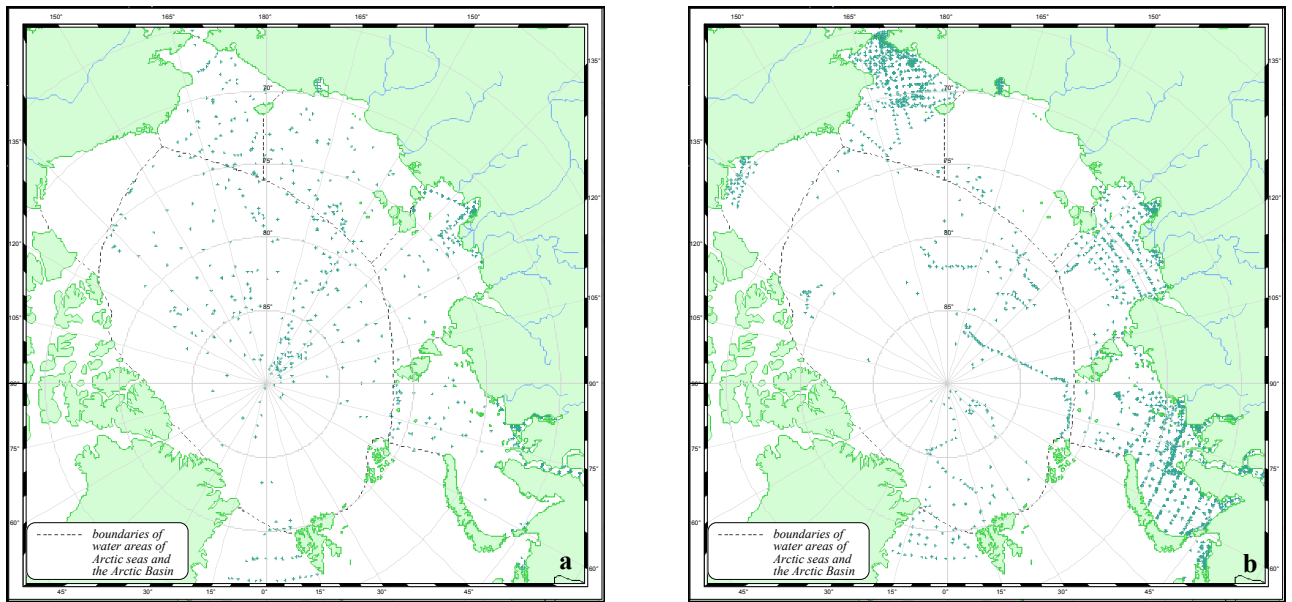 165° 180° 165° 150°
150° 135°
70°
135°
75°
120°
120° 80°
105°
105° 85°
90° 90°
75° 75°
60°
boundaries of
water areas of
Arctic seas and
the Arctic Basin
a
60°
45° 30° 15° 0° 15° 30° 45°
165° 180° 165° 150°
150° 135°
70°
135°
75°
120°
120° 80°
105°
105° 85°
90° 90°
75° 75°
60°
boundaries of
water areas of
Arctic seas and
the Arctic Basin
b
60°
45° 30° 15° 0° 15° 30° 45°